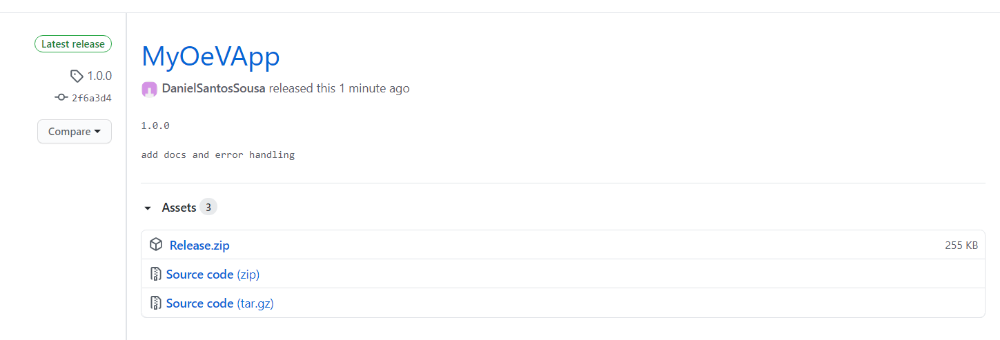 Latest release
1.0.0
2f6a3d4
Compare
MyOeVApp
DanielSantosSousa released this 1 minute ago
1.0.0
add docs and error handling
Assets 3
Release.zip 255 KB
Source code (zip)
Source code (tar.gz)